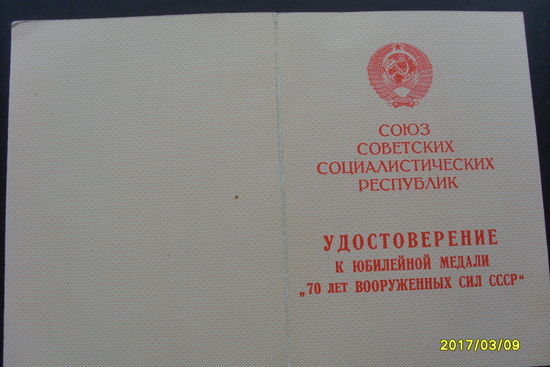 СОЮЗ
СОВЕТСКИХ
СОЦИАЛИСТИЧЕСКИХ
РЕСПУБЛИК
УДОСТОВЕРЕНИЕ
К ЮБИЛЕЙНОЙ МЕДАЛИ
„70 ЛЕТ ВООРУЖЕННЫХ СИЛ СССР“
2017/03/09